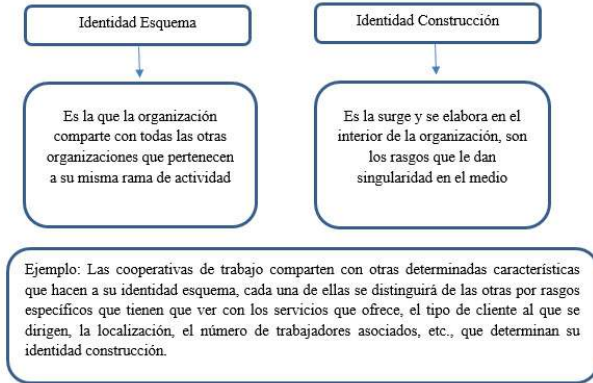 Identidad Esquema
Identidad Construcción
Es la que la organización
comparte con todas las otras
organizaciones que pertenecen
a su misma rama de actividad
Es la surge y se elabora en el
interior de la organización, son
los rasgos que le dan
singularidad en el medio
Ejemplo: Las cooperativas de trabajo comparten con otras determinadas características
que hacen a su identidad esquema, cada una de ellas se distinguirá de las otras por rasgos
específicos que tienen que ver con los servicios que ofrece, el tipo de cliente al que se
dirigen, la localización, el número de trabajadores asociados, etc., que determinan su
identidad construcción.